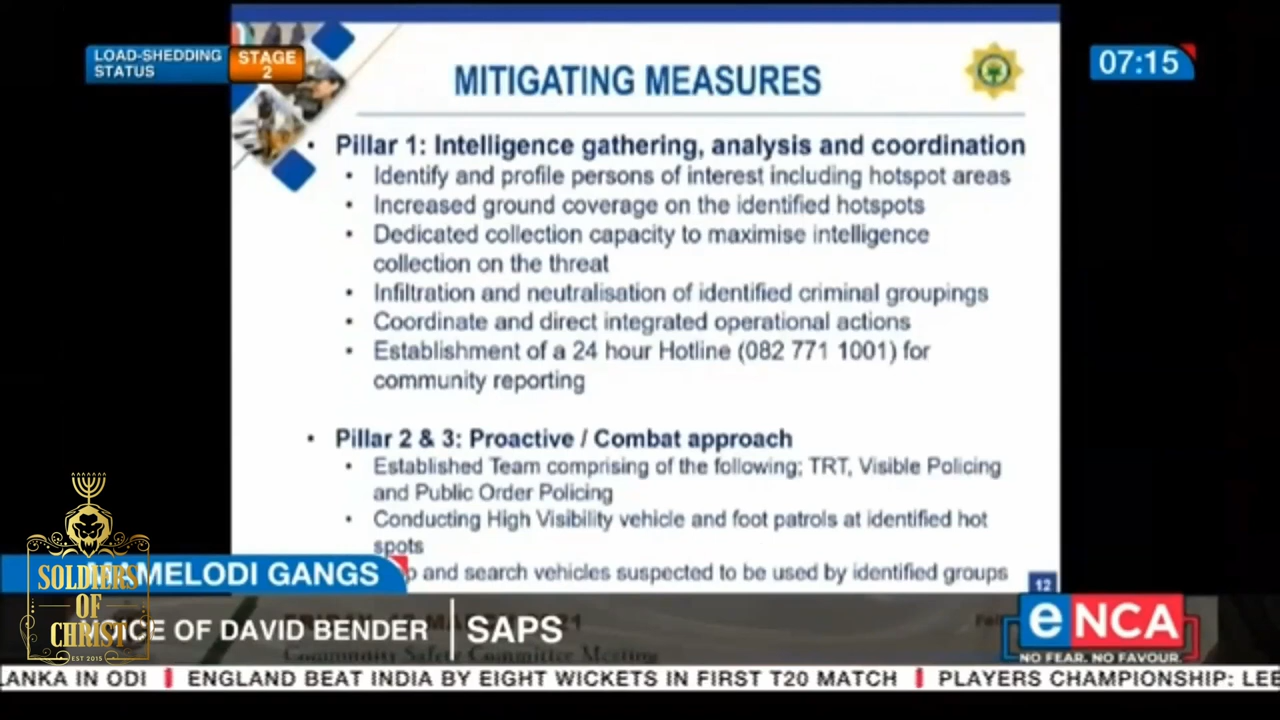 LOAD-SHEDDING
STATUS
STAGE
2
07:15
MITIGATING MEASURES
• Pillar 1: Intelligence gathering, analysis and coordination
• Identify and profile persons of interest including hotspot areas
• Increased ground coverage on the identified hotspots
• Dedicated collection capacity to maximise intelligence
collection on the threat
• Infiltration and neutralisation of identified criminal groupings
• Coordinate and direct integrated operational actions
• Establishment of a 24 hour Hotline (082 771 1001) for
community reporting
• Pillar 2 & 3: Proactive / Combat approach
• Established Team comprising of the following; TRT, Visible Policing
and Public Order Policing
• Conducting High Visibility vehicle and foot patrols at identified hot
spots
and search vehicles suspected to be used by identified groups
12
SOLDIERS
OF
CHRIST
EST 2015
MELODI GANGS
OF DAVID BENDER
SAPS
Community Safety Committee Meeting
eNCA
NO FEAR. NO FAVOUR.
LANKA IN ODI ENGLAND BEAT INDIA BY EIGHT WICKETS IN FIRST T20 MATCH PLAYERS CHAMPIONSHIP: LEE